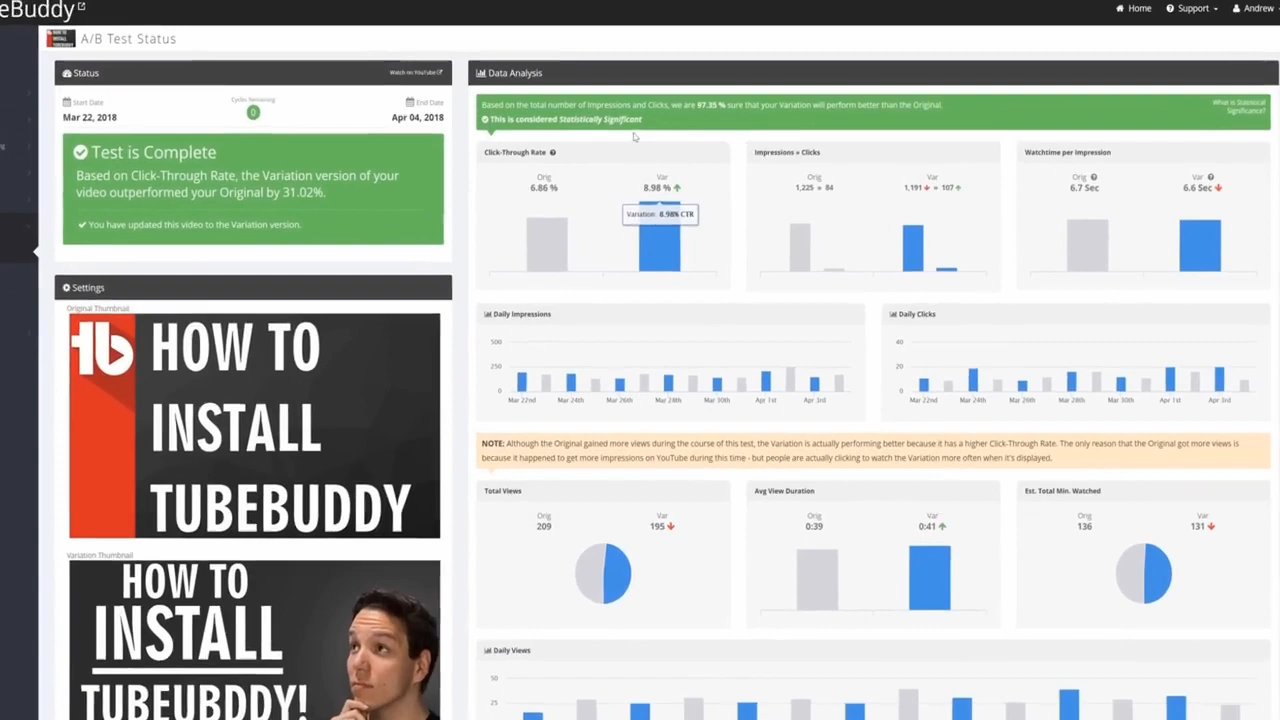 eBuddy
Home
Support
Andrew
A/B Test Status
Status
Watch on YouTube
Start Date
Cycles Remaining
End Date
Mar 22, 2018
0
Apr 04, 2018
Test is Complete
Based on Click-Through Rate, the Variation version of your
video outperformed your Original by 31.02%.
You have updated this video to the Variation version.
Settings
Original Thumbnail
tb
HOW TO
INSTALL
TUBEBUDDY
Variation Thumbnail
HOW TO
INSTALL
TUBEUBDDY!
Data Analysis
Based on the total number of Impressions and Clicks, we are 97.35 % sure that your Variation will perform better than the Original.
This is considered Statistically Significant
What is Statistical
Significance?
Click-Through Rate
Orig
Var
6.86 %
8.98 %
Variation: 8.98% CTR
Impressions » Clicks
Orig
Var
1,225 » 84
1,191 » 107
Watchtime per Impression
Orig
Var
6.7 Sec
6.6 Sec
Daily Impressions
500
250
0
Mar 22nd Mar 24th Mar 26th Mar 28th Mar 30th Apr 1st Apr 3rd
Daily Clicks
40
20
0
Mar 22nd Mar 24th Mar 26th Mar 28th Mar 30th Apr 1st Apr 3rd
NOTE: Although the Original gained more views during the course of this test, the Variation is actually performing better because it has a higher Click-Through Rate. The only reason that the Original got more views is
because it happened to get more impressions on YouTube during this time - but people are actually clicking to watch the Variation more often when it's displayed.
Total Views
Orig
Var
209
195
Avg View Duration
Orig
Var
0:39
0:41
Est. Total Min. Watched
Orig
Var
136
131
Daily Views
50
25